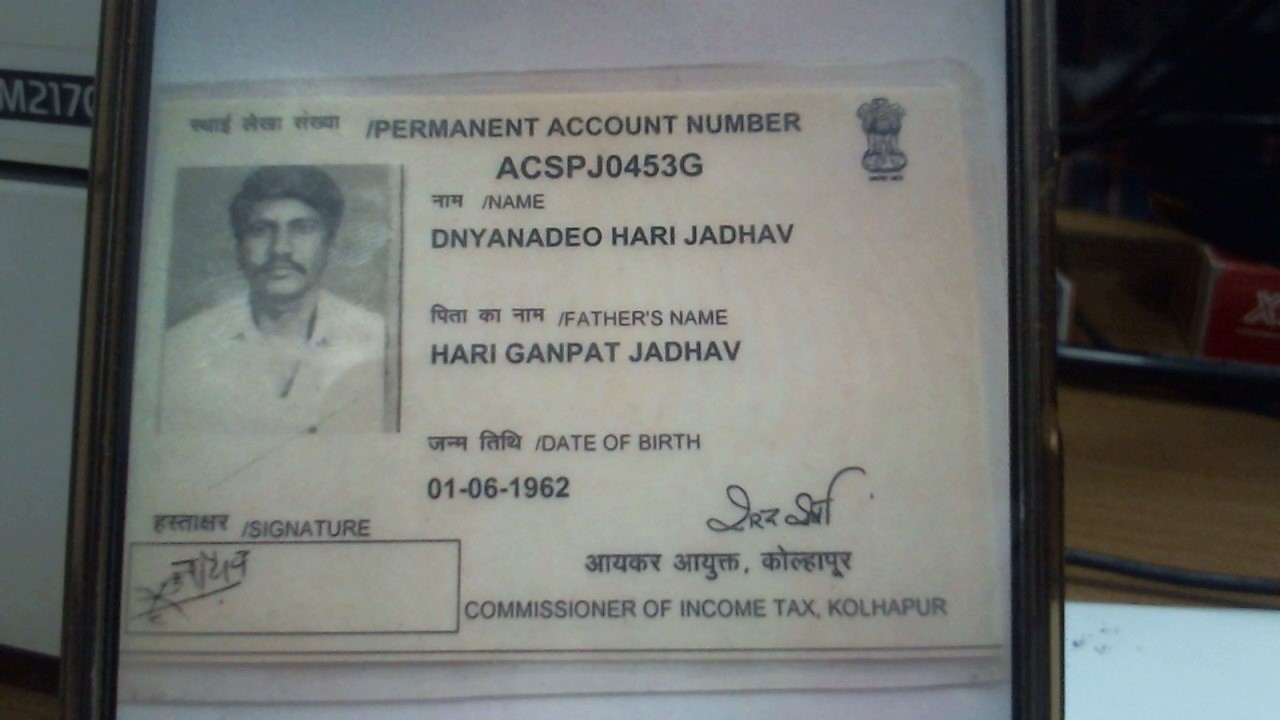 M217
स्थाई लेखा संख्या /PERMANENT ACCOUNT NUMBER
ACSPJ0453G
नाम /NAME
DNYANADEO HARI JADHAV
पिता का नाम /FATHER'S NAME
HARI GANPAT JADHAV
जन्म तिथि /DATE OF BIRTH
01-06-1962
हस्ताक्षर /SIGNATURE
आयकर आयुक्त, कोल्हापूर
COMMISSIONER OF INCOME TAX, KOLHAPUR